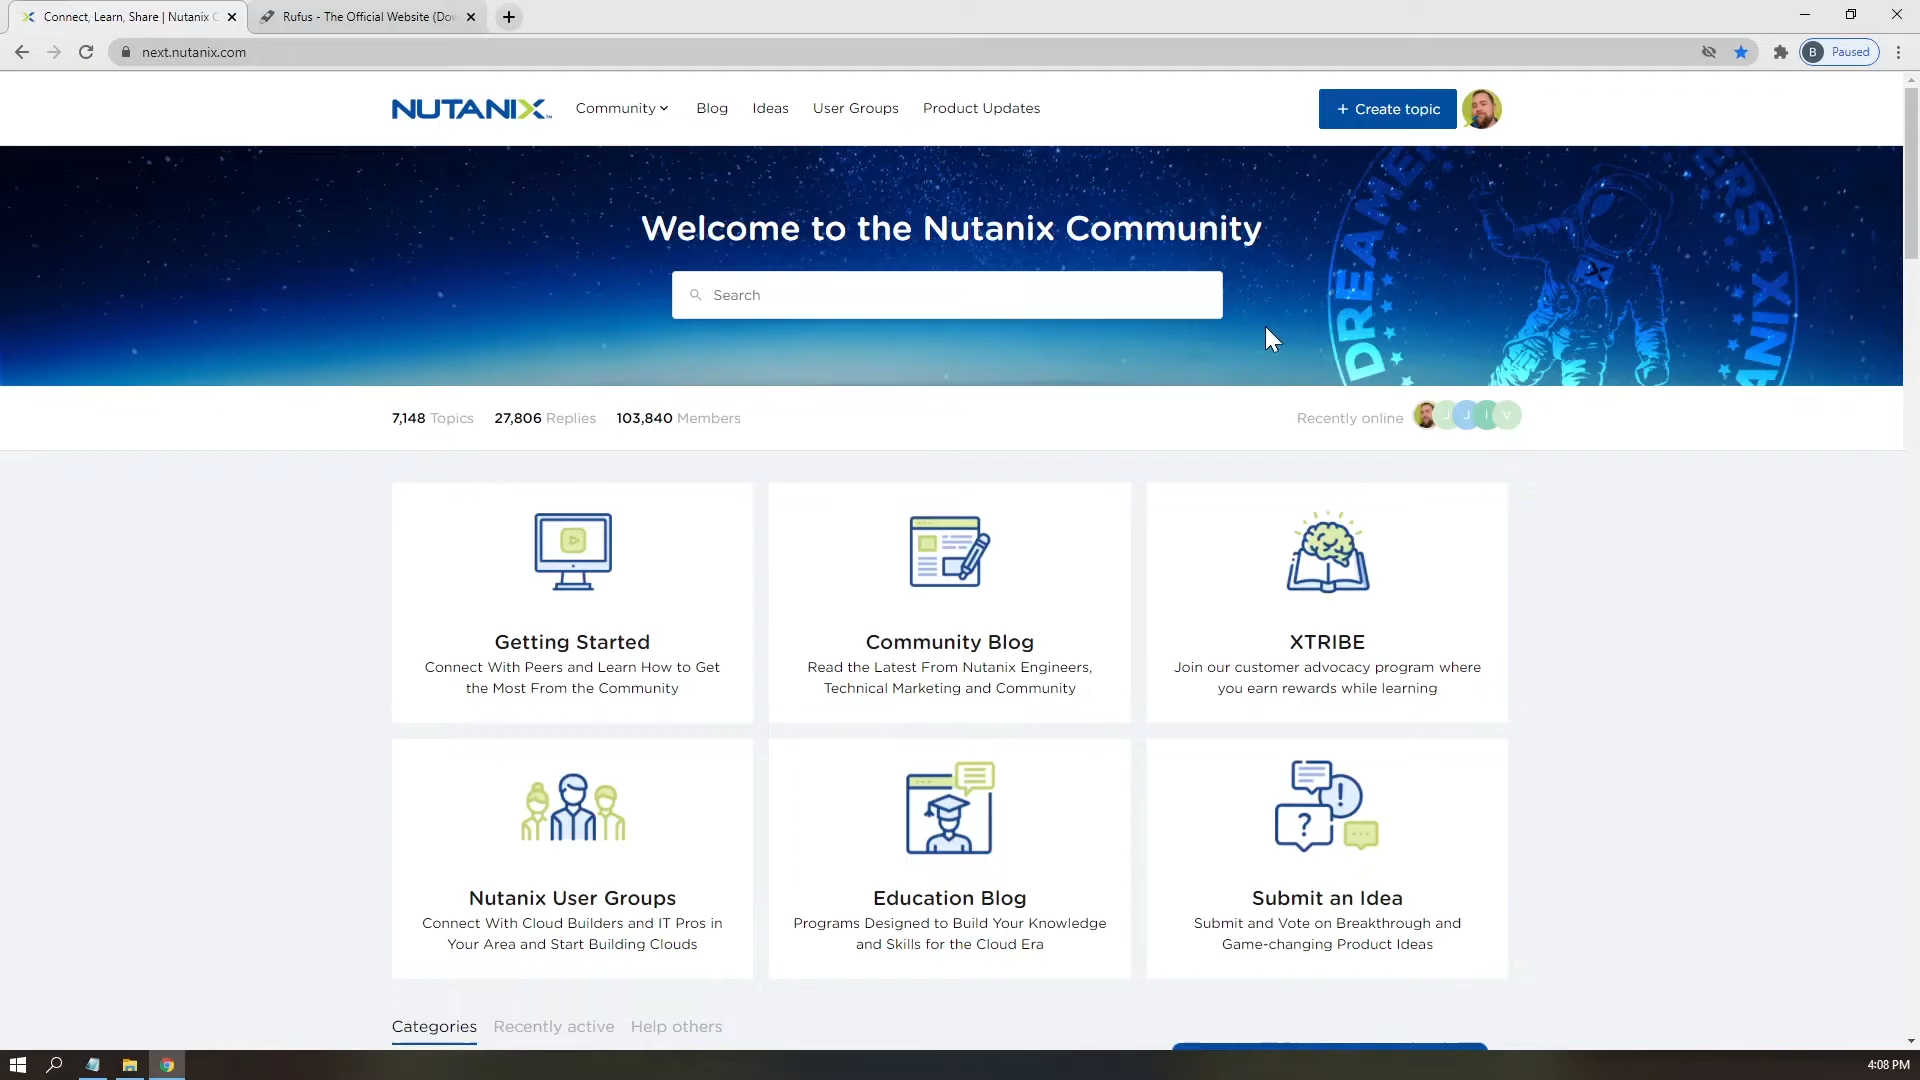 Connect, Learn, Share | Nutanix C
Rufus - The Official Website (Dow
next.nutanix.com
B Paused
NUTANIX™ Community Blog Ideas User Groups Product Updates
+ Create topic
Welcome to the Nutanix Community
Search
DREAMERS
NUTANIX
7,148 Topics 27,806 Replies 103,840 Members
Recently online J J I V
Getting Started
Connect With Peers and Learn How to Get
the Most From the Community
Community Blog
Read the Latest From Nutanix Engineers,
Technical Marketing and Community
XTRIBE
Join our customer advocacy program where
you earn rewards while learning
Nutanix User Groups
Connect With Cloud Builders and IT Pros in
Your Area and Start Building Clouds
Education Blog
Programs Designed to Build Your Knowledge
and Skills for the Cloud Era
Submit an Idea
Submit and Vote on Breakthrough and
Game-changing Product Ideas
Categories Recently active Help others
4:08 PM